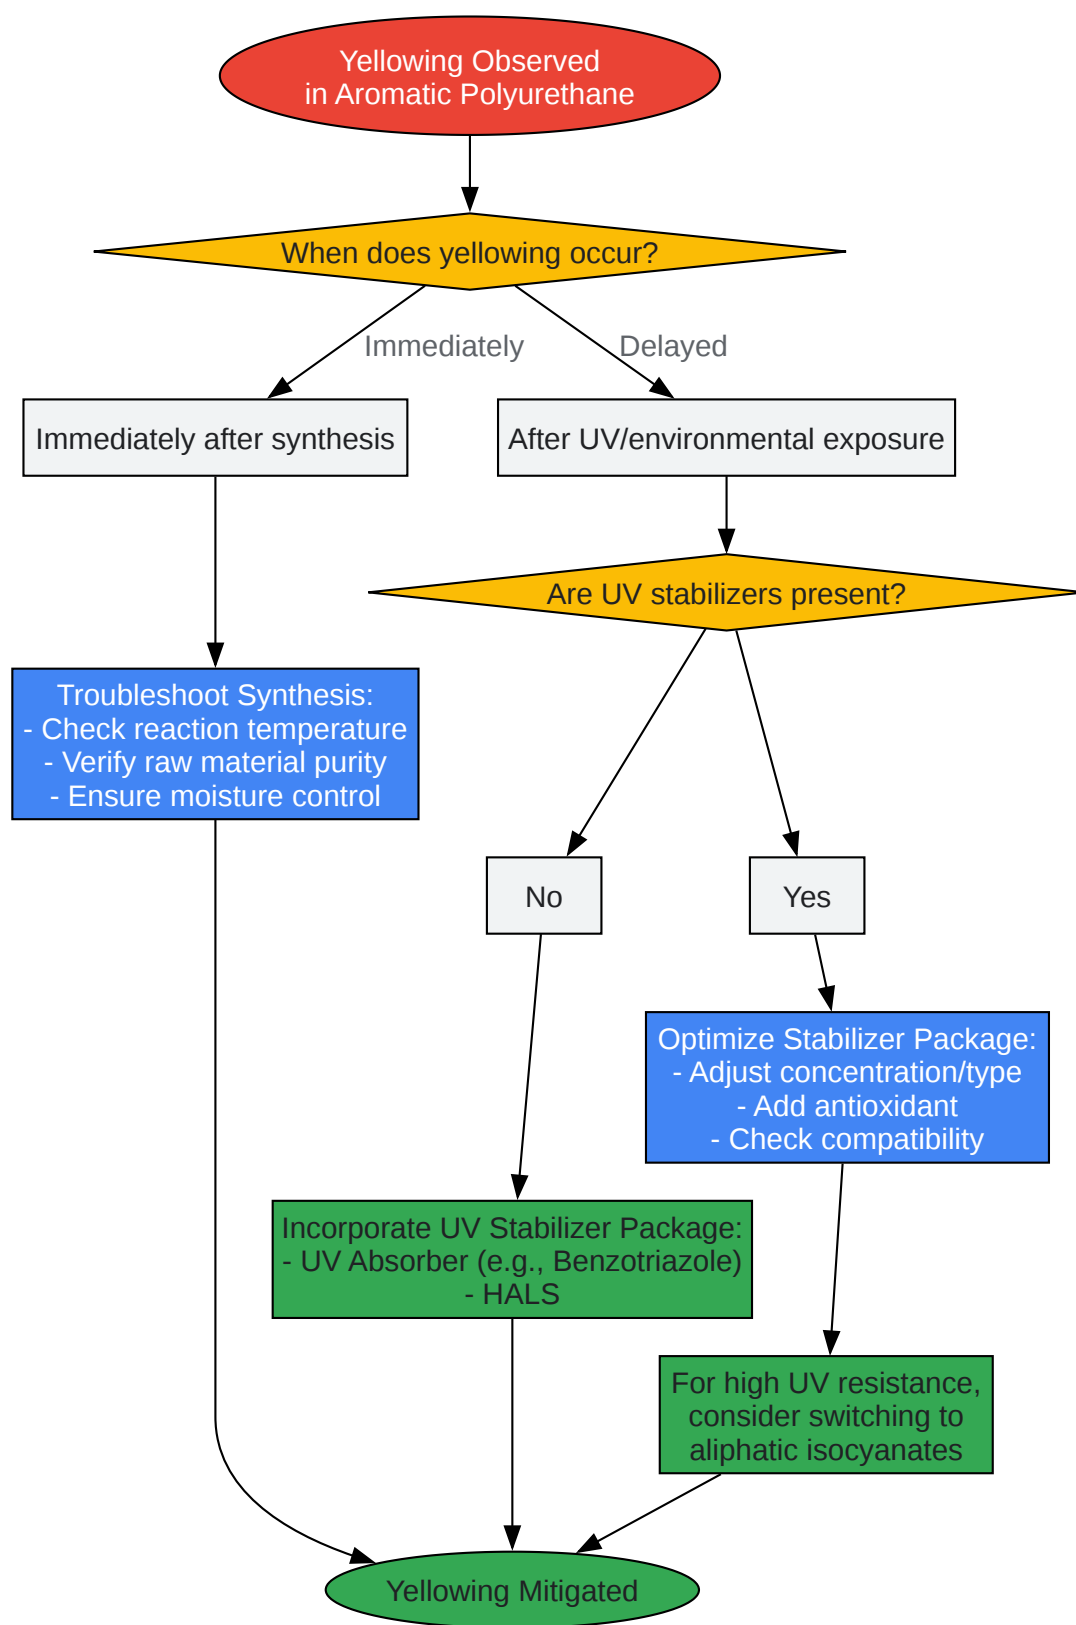 Yellowing Observed
in Aromatic Polyurethane
When does yellowing occur?
Immediately
Delayed
Immediately after synthesis
After UV/environmental exposure
Are UV stabilizers present?
Troubleshoot Synthesis:
- Check reaction temperature
- Verify raw material purity
- Ensure moisture control
No
Yes
Optimize Stabilizer Package:
- Adjust concentration/type
- Add antioxidant
- Check compatibility
Incorporate UV Stabilizer Package:
- UV Absorber (e.g., Benzotriazole)
- HALS
For high UV resistance,
consider switching to
aliphatic isocyanates
Yellowing Mitigated